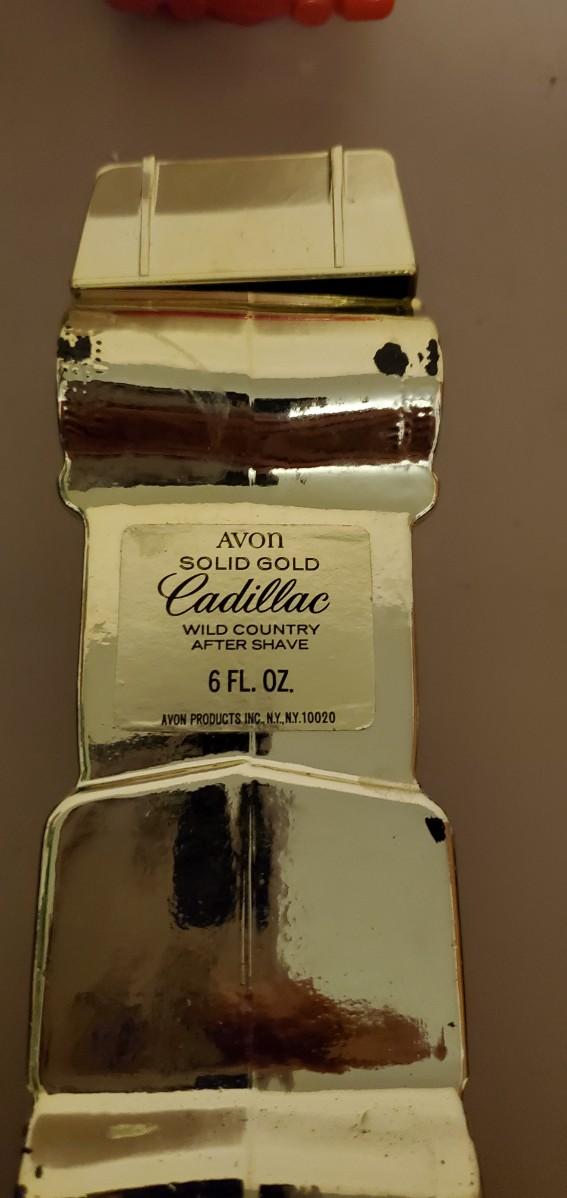 AVON
SOLID GOLD
Cadillac
WILD COUNTRY
AFTER SHAVE
6 FL. OZ.
AVON PRODUCTS INC., N.Y., N.Y. 10020